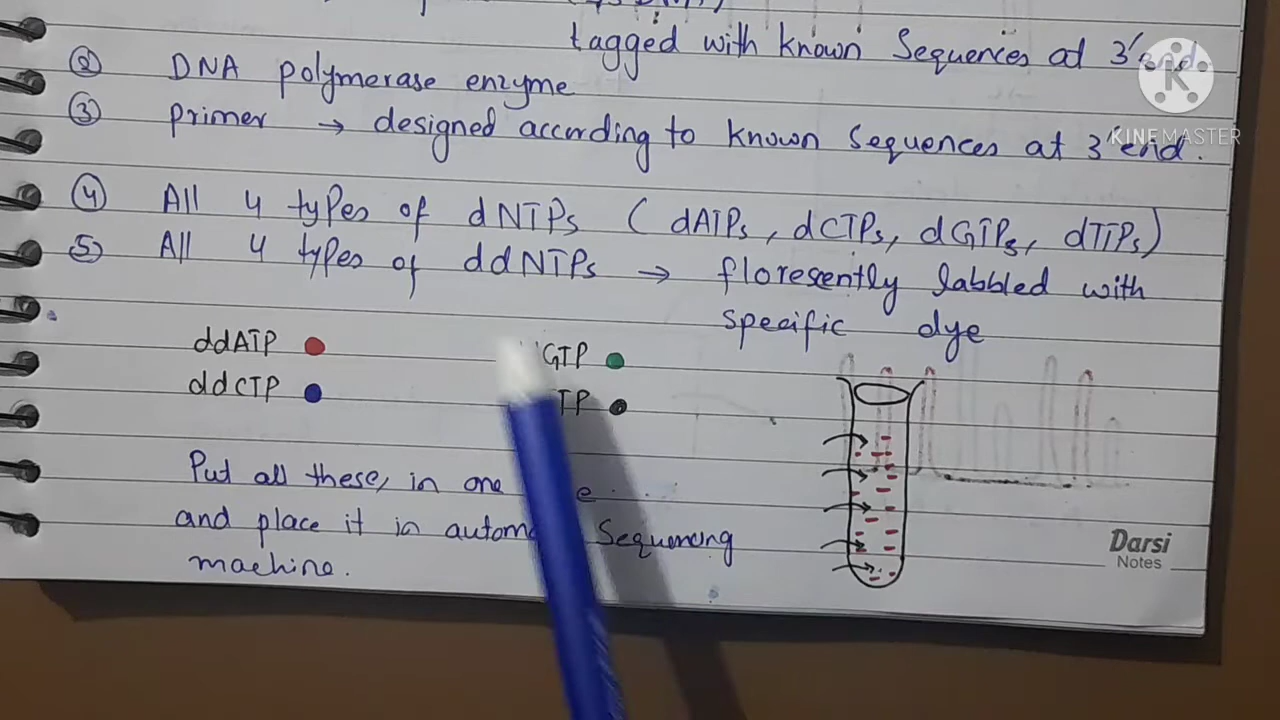 tagged with known Sequences at 3' end
② DNA polymerase enzyme
③ primer → designed according to known Sequences at 3' end.
④ All 4 types of dNTPs (dATPs, dCTPs, dGTPs, dTTPs)
⑤ All 4 types of ddNTPs → floresently labbled with
specific dye
ddATP GTP
ddCTP TP
Put all these, in one
and place it in autom Sequencing
machine.
KINEMASTER
Darsi
Notes